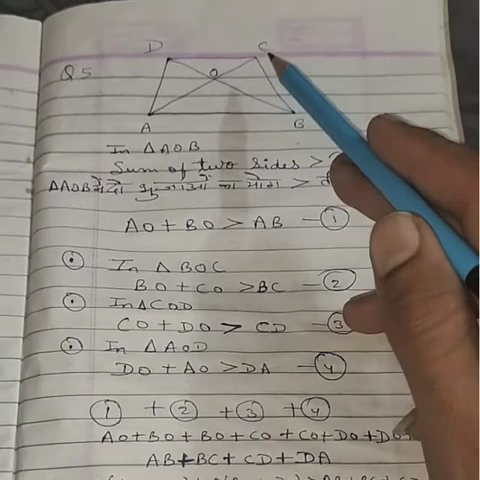 D C
Q5
O
A B
In ΔAOB
Sum of two sides >
ΔAOB में दो भुजाओं का योग >
AO + BO > AB — ①
In Δ BOC
BO + CO > BC — ②
In ΔCOD
CO + DO > CD — ③
In ΔAOD
DO + AO > DA — ④
① + ② + ③ + ④
AO + BO + BO + CO + CO + DO + DO
AB + BC + CD + DA